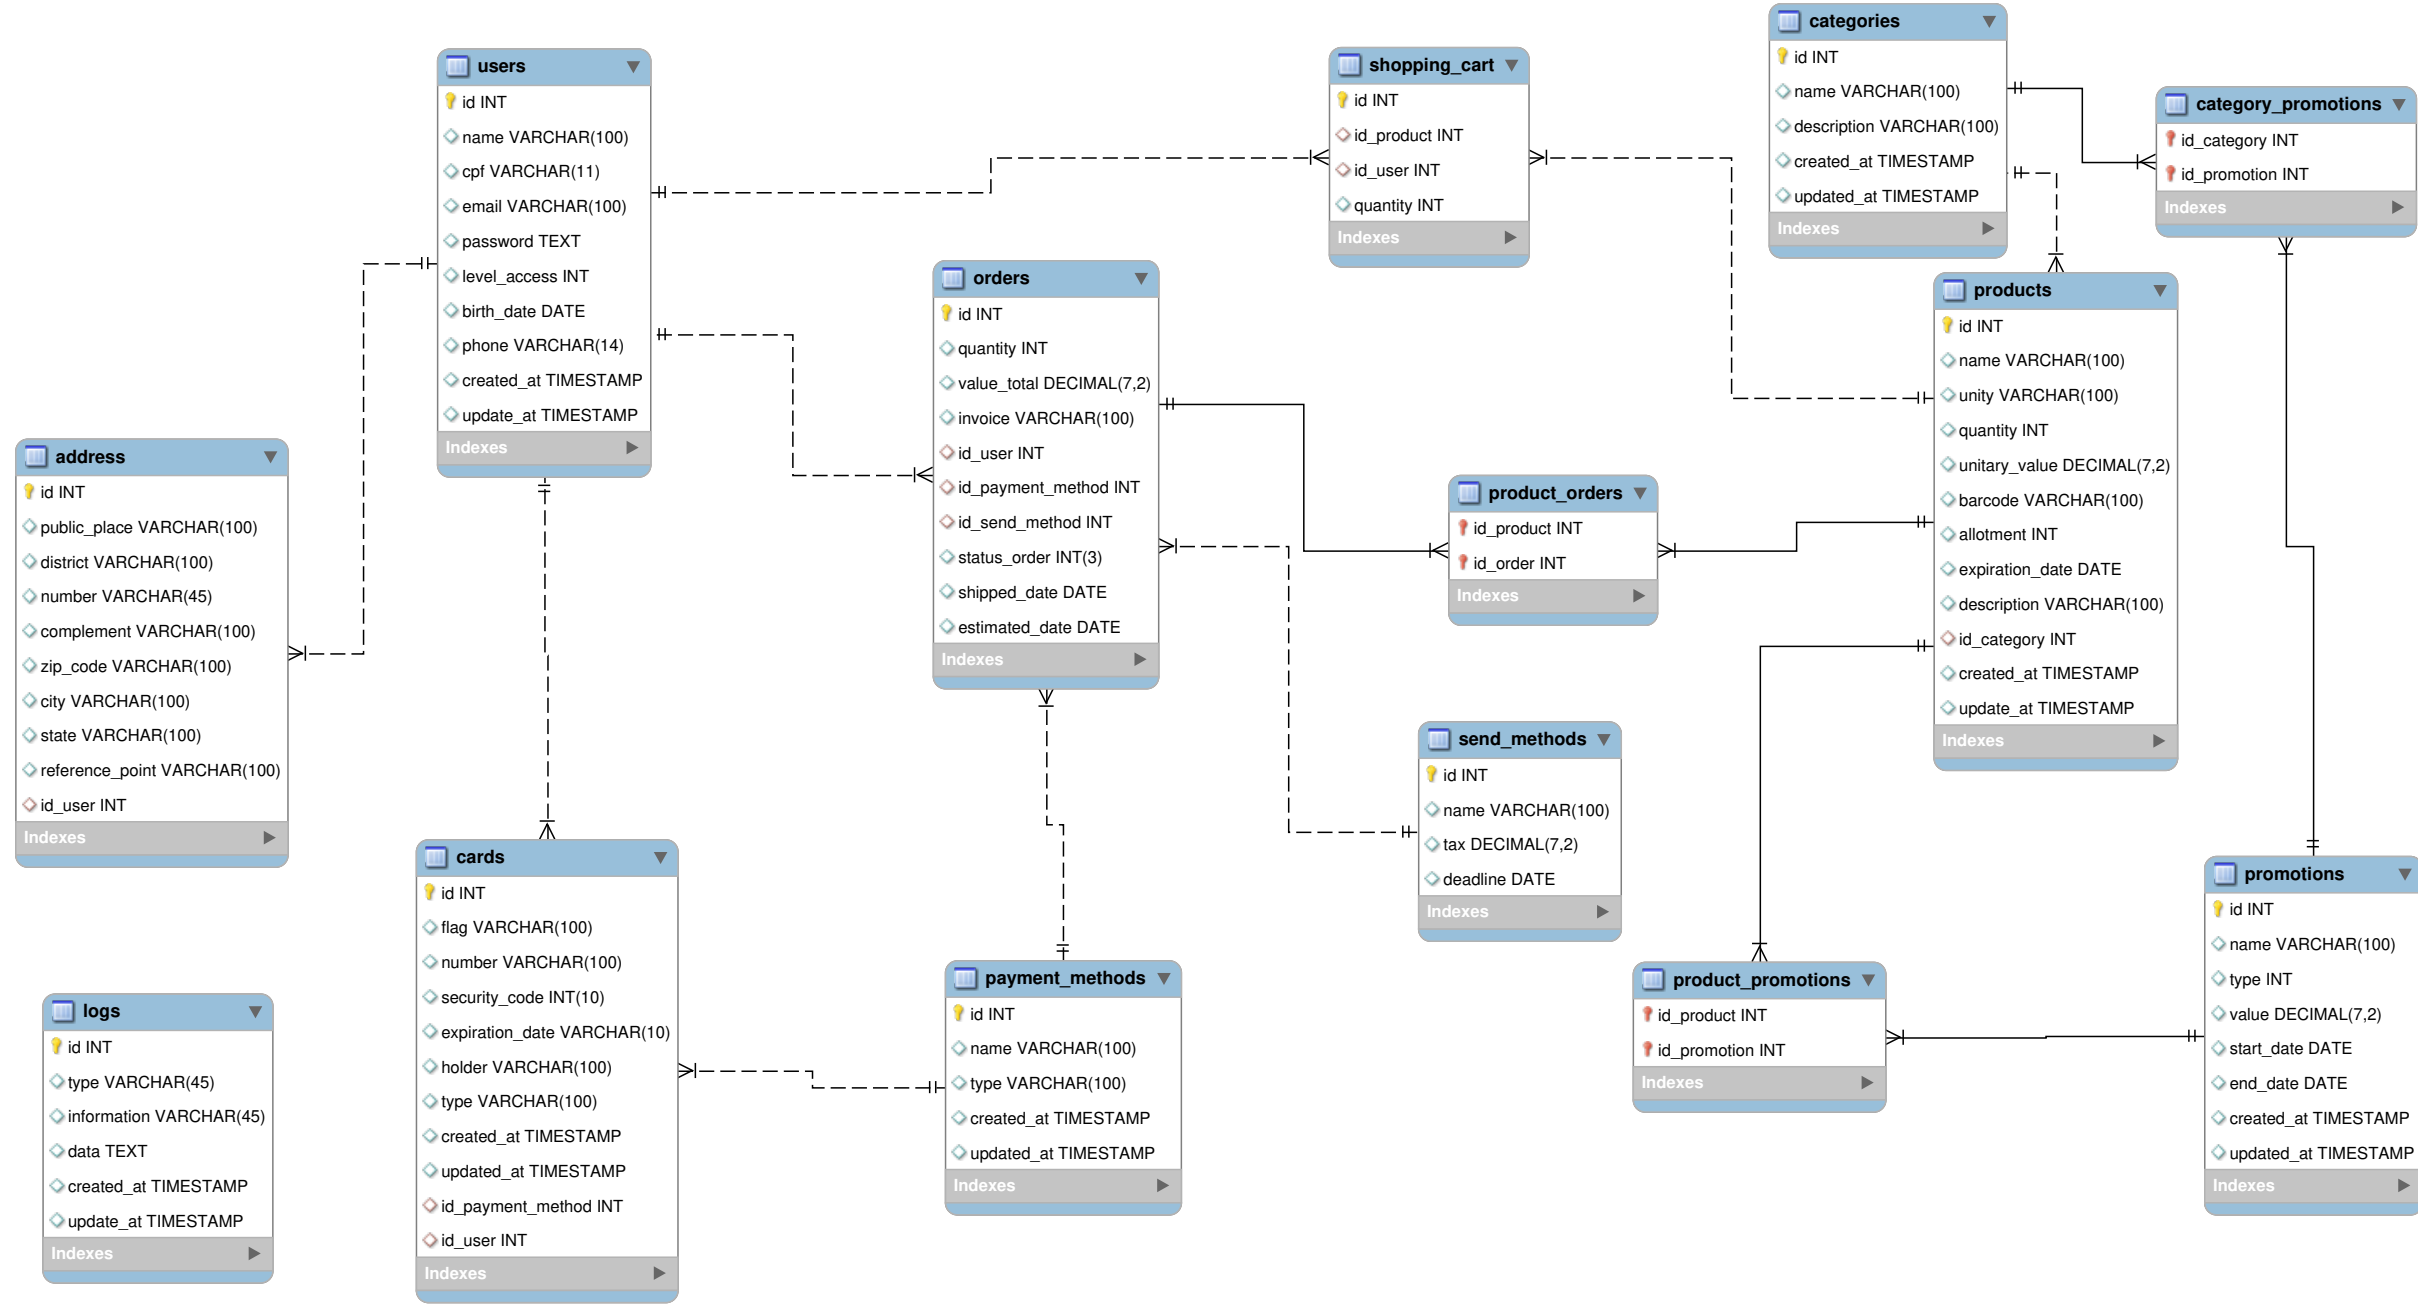 users
id INT
name VARCHAR(100)
cpf VARCHAR(11)
email VARCHAR(100)
password TEXT
level_access INT
birth_date DATE
phone VARCHAR(14)
created_at TIMESTAMP
update_at TIMESTAMP
Indexes
shopping_cart
id INT
id_product INT
id_user INT
quantity INT
Indexes
categories
id INT
name VARCHAR(100)
description VARCHAR(100)
created_at TIMESTAMP
updated_at TIMESTAMP
Indexes
category_promotions
id_category INT
id_promotion INT
Indexes
orders
id INT
quantity INT
value_total DECIMAL(7,2)
invoice VARCHAR(100)
id_user INT
id_payment_method INT
id_send_method INT
status_order INT(3)
shipped_date DATE
estimated_date DATE
Indexes
products
id INT
name VARCHAR(100)
unity VARCHAR(100)
quantity INT
unitary_value DECIMAL(7,2)
barcode VARCHAR(100)
allotment INT
expiration_date DATE
description VARCHAR(100)
id_category INT
created_at TIMESTAMP
update_at TIMESTAMP
Indexes
address
id INT
public_place VARCHAR(100)
district VARCHAR(100)
number VARCHAR(45)
complement VARCHAR(100)
zip_code VARCHAR(100)
city VARCHAR(100)
state VARCHAR(100)
reference_point VARCHAR(100)
id_user INT
Indexes
product_orders
id_product INT
id_order INT
Indexes
send_methods
id INT
name VARCHAR(100)
tax DECIMAL(7,2)
deadline DATE
Indexes
cards
id INT
flag VARCHAR(100)
number VARCHAR(100)
security_code INT(10)
expiration_date VARCHAR(10)
holder VARCHAR(100)
type VARCHAR(100)
created_at TIMESTAMP
updated_at TIMESTAMP
id_payment_method INT
id_user INT
Indexes
promotions
id INT
name VARCHAR(100)
type INT
value DECIMAL(7,2)
start_date DATE
end_date DATE
created_at TIMESTAMP
updated_at TIMESTAMP
Indexes
payment_methods
id INT
name VARCHAR(100)
type VARCHAR(100)
created_at TIMESTAMP
updated_at TIMESTAMP
Indexes
product_promotions
id_product INT
id_promotion INT
Indexes
logs
id INT
type VARCHAR(45)
information VARCHAR(45)
data TEXT
created_at TIMESTAMP
update_at TIMESTAMP
Indexes